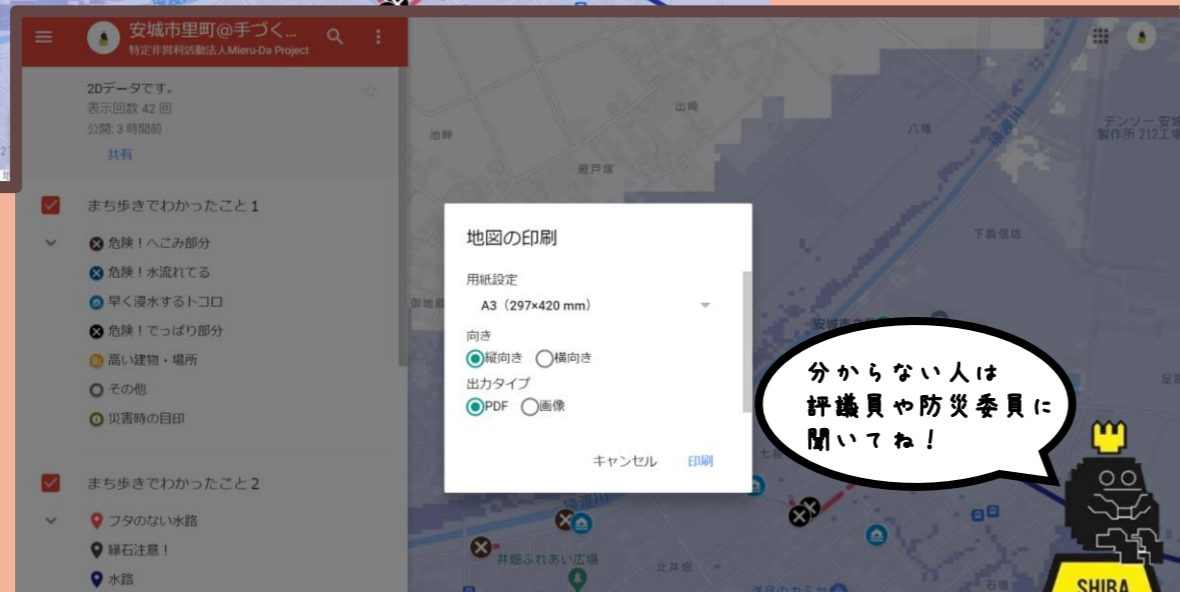 安城市里町@手づく...
特定非営利活動法人Mieru-Da Project
2Dデータです。
表示回数 42 回
公開: 3 時間前
共有
まち歩きでわかったこと 1
危険！へこみ部分
危険！水流れてる
早く浸水するトコロ
危険！でっぱり部分
高い建物・場所
その他
災害時の目印
まち歩きでわかったこと 2
フタのない水路
縁石注意！
水路
地図の印刷
用紙設定
A3（297×420 mm）
向き
縦向き 横向き
出力タイプ
PDF 画像
キャンセル 印刷
出崎
池畔
八幡
デンソー 安城
製作所 212工場
雁戸塚
下義信坊
井畑ふれあい広場
北井畑
石橋
分からない人は
評議員や防災委員に
聞いてね！
SHIBA